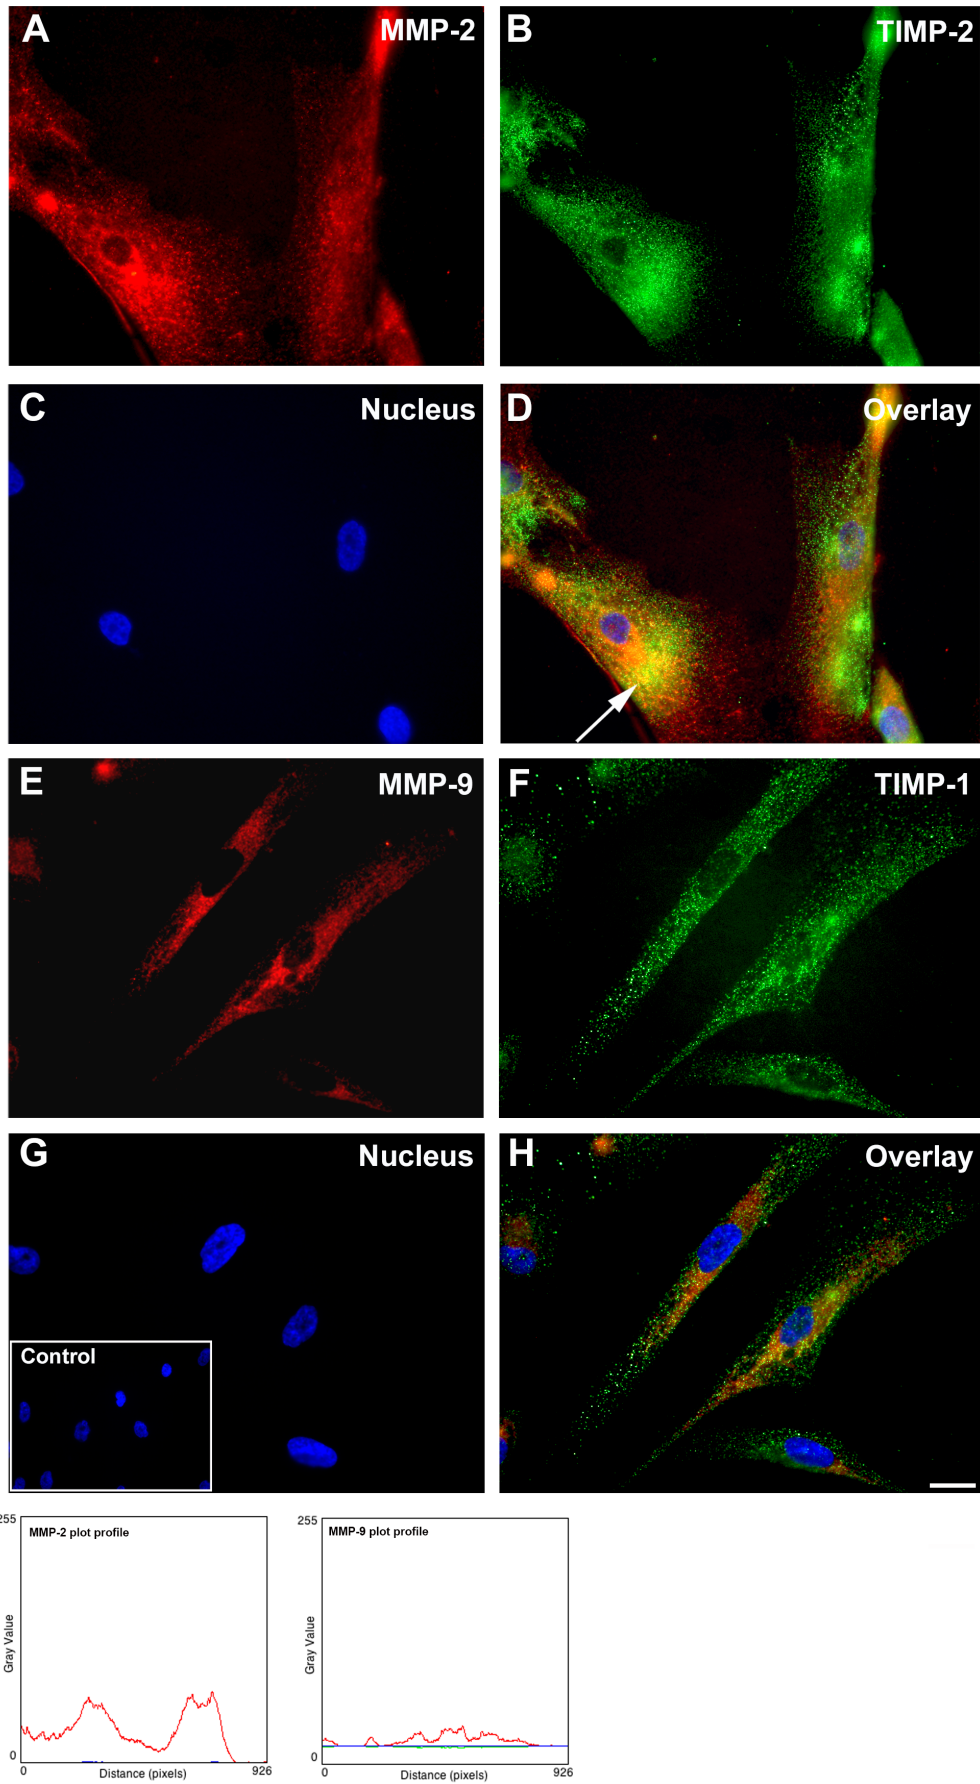 A MMP-2
B TIMP-2
C Nucleus
D Overlay
E MMP-9
F TIMP-1
G Nucleus
Control
H Overlay
255
MMP-2 plot profile
Gray Value
0
0
Distance (pixels)
926
255
MMP-9 plot profile
Gray Value
0
0
Distance (pixels)
926